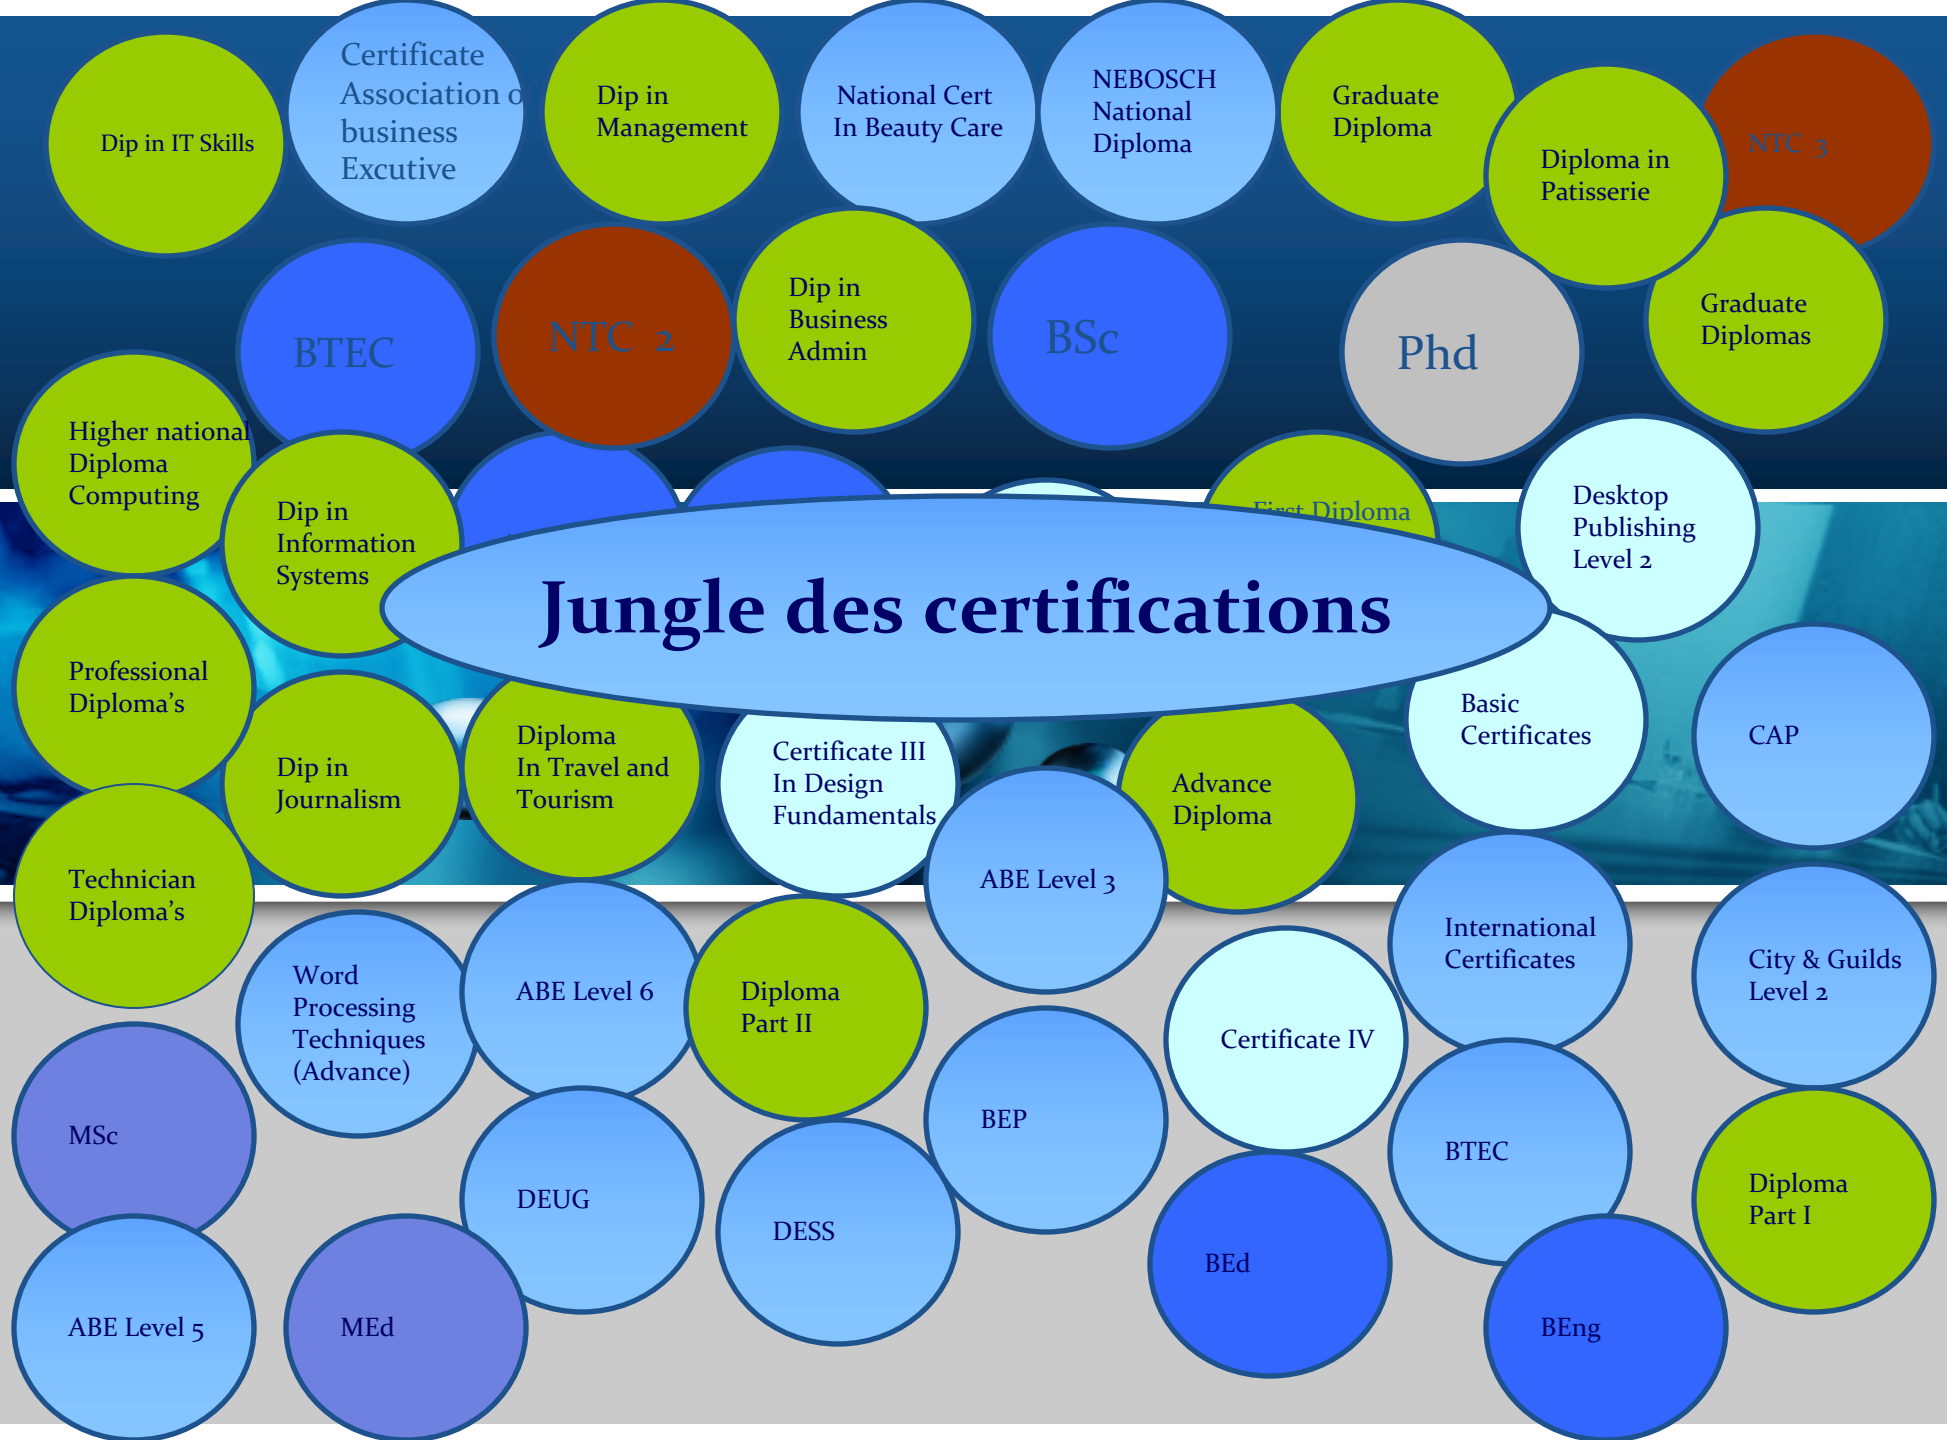 Dip in IT Skills
Certificate
Association o
business
Excutive
Dip in
Management
National Cert
In Beauty Care
NEBOSCH
National
Diploma
Graduate
Diploma
Diploma in
Patisserie
NTC 3
BTEC
NTC 2
Dip in
Business
Admin
BSc
Phd
Graduate
Diplomas
Higher national
Diploma
Computing
Dip in
Information
Systems
First Diploma
Desktop
Publishing
Level 2
Jungle des certifications
Professional
Diploma's
Dip in
Journalism
Diploma
In Travel and
Tourism
Certificate III
In Design
Fundamentals
Advance
Diploma
Basic
Certificates
CAP
Technician
Diploma's
Word
Processing
Techniques
(Advance)
ABE Level 6
Diploma
Part II
ABE Level 3
Certificate IV
International
Certificates
City & Guilds
Level 2
MSc
DEUG
DESS
BEP
BEd
BTEC
Diploma
Part I
ABE Level 5
MEd
BEng